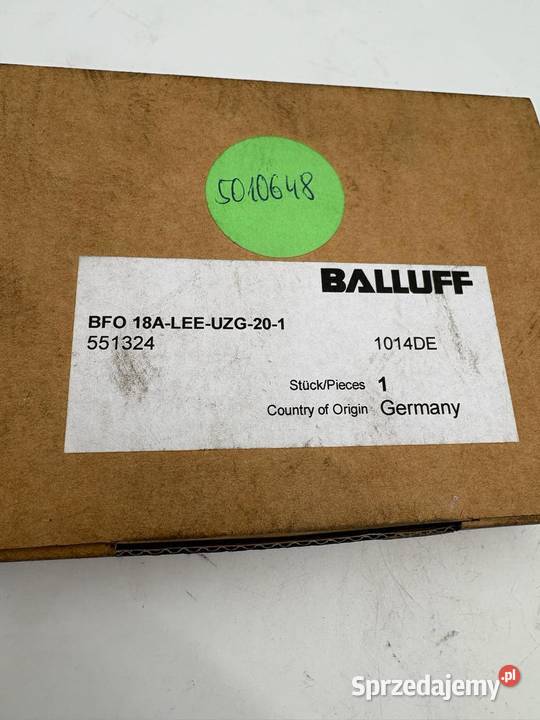 5010648
BALLUFF
BFO 18A-LEE-UZG-20-1
551324 1014DE
Stück/Pieces 1
Country of Origin Germany
Sprzedajemy.pl